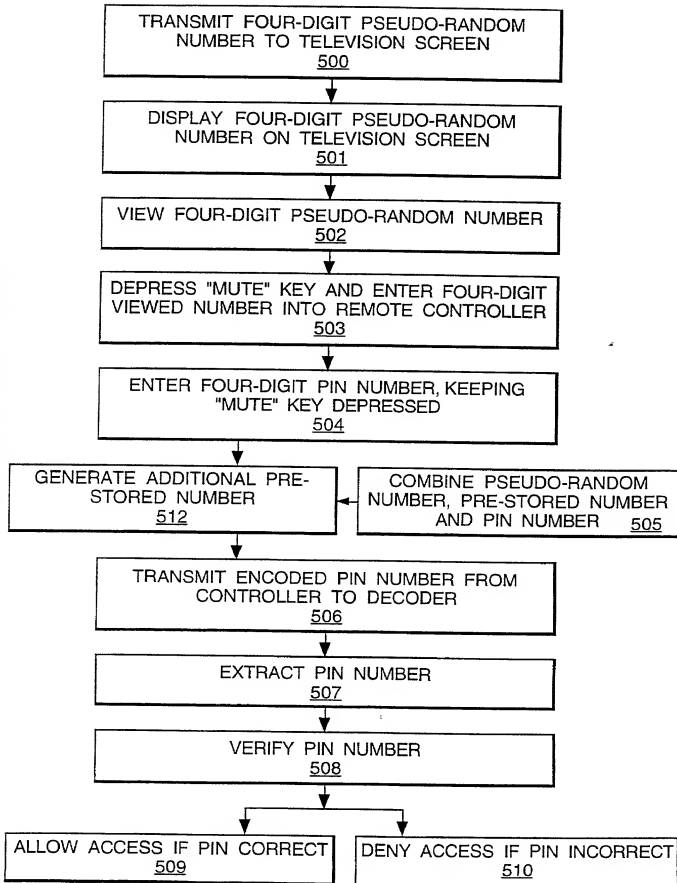 TRANSMIT FOUR-DIGIT PSEUDO-RANDOM
NUMBER TO TELEVISION SCREEN
500
DISPLAY FOUR-DIGIT PSEUDO-RANDOM
NUMBER ON TELEVISION SCREEN
501
VIEW FOUR-DIGIT PSEUDO-RANDOM NUMBER
502
DEPRESS "MUTE" KEY AND ENTER FOUR-DIGIT
VIEWED NUMBER INTO REMOTE CONTROLLER
503
ENTER FOUR-DIGIT PIN NUMBER, KEEPING
"MUTE" KEY DEPRESSED
504
GENERATE ADDITIONAL PRE-
STORED NUMBER
512
COMBINE PSEUDO-RANDOM
NUMBER, PRE-STORED NUMBER
AND PIN NUMBER 505
TRANSMIT ENCODED PIN NUMBER FROM
CONTROLLER TO DECODER
506
EXTRACT PIN NUMBER
507
VERIFY PIN NUMBER
508
ALLOW ACCESS IF PIN CORRECT
509
DENY ACCESS IF PIN INCORRECT
510